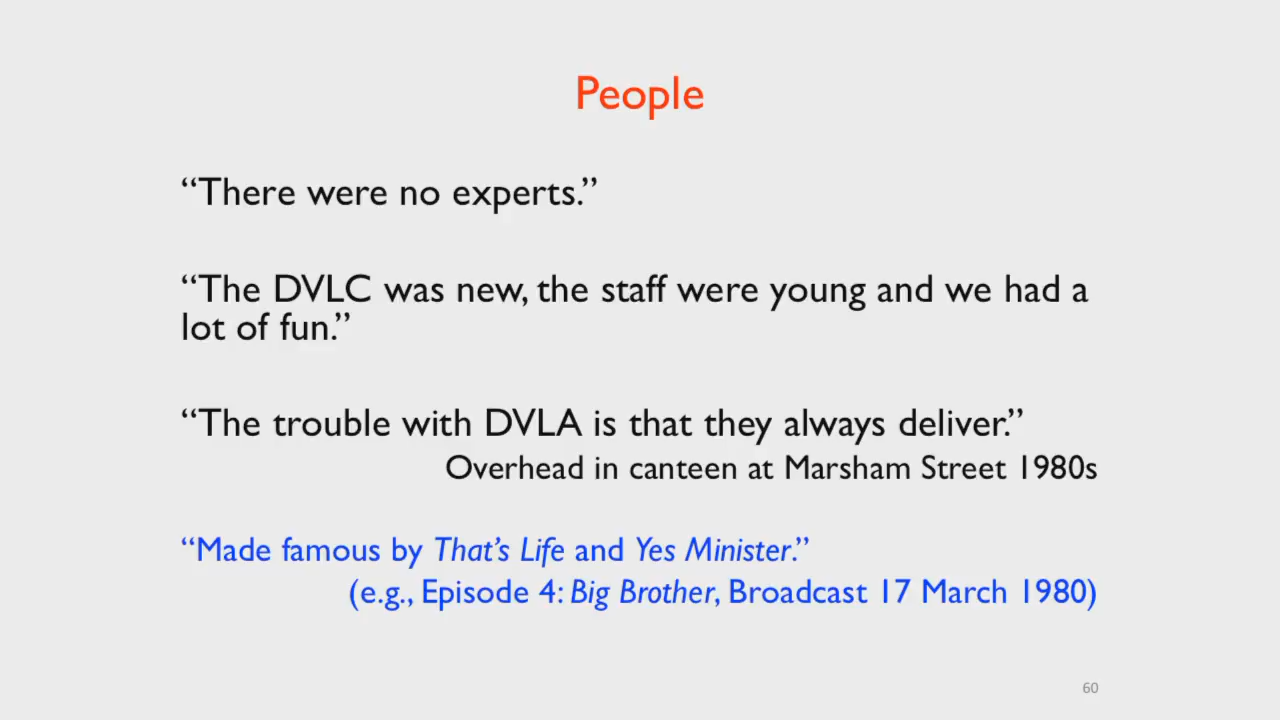 People
“There were no experts.”
“The DVLC was new, the staff were young and we had a
lot of fun.”
“The trouble with DVLA is that they always deliver.”
Overhead in canteen at Marsham Street 1980s
“Made famous by That’s Life and Yes Minister.”
(e.g., Episode 4: Big Brother, Broadcast 17 March 1980)
60